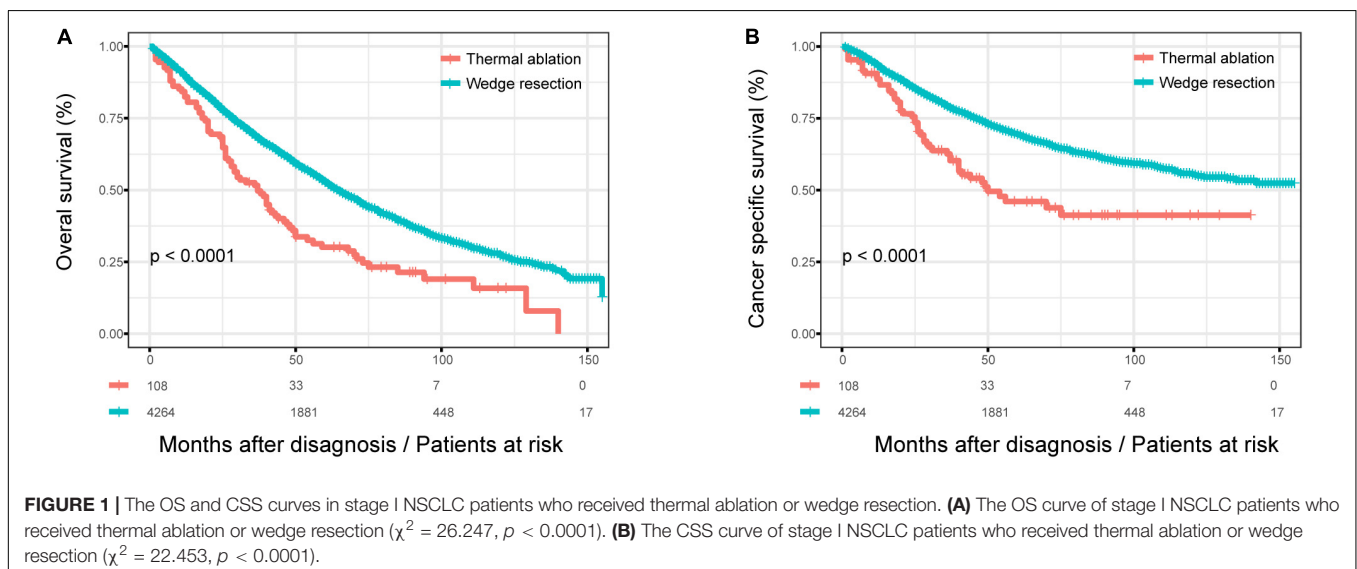 A
1.00
0.75
0.50
0.25
0.00
Overall survival (%)
Thermal ablation
Wedge resection
p < 0.0001
0 50 100 150
108 33 7 0
4264 1881 448 17
Months after disagnosis / Patients at risk
B
1.00
0.75
0.50
0.25
0.00
Cancer specific survival (%)
Thermal ablation
Wedge resection
p < 0.0001
0 50 100 150
108 33 7 0
4264 1881 448 17
Months after disagnosis / Patients at risk
FIGURE 1 | The OS and CSS curves in stage I NSCLC patients who received thermal ablation or wedge resection. (A) The OS curve of stage I NSCLC patients who
received thermal ablation or wedge resection (χ² = 26.247, p < 0.0001). (B) The CSS curve of stage I NSCLC patients who received thermal ablation or wedge
resection (χ² = 22.453, p < 0.0001).